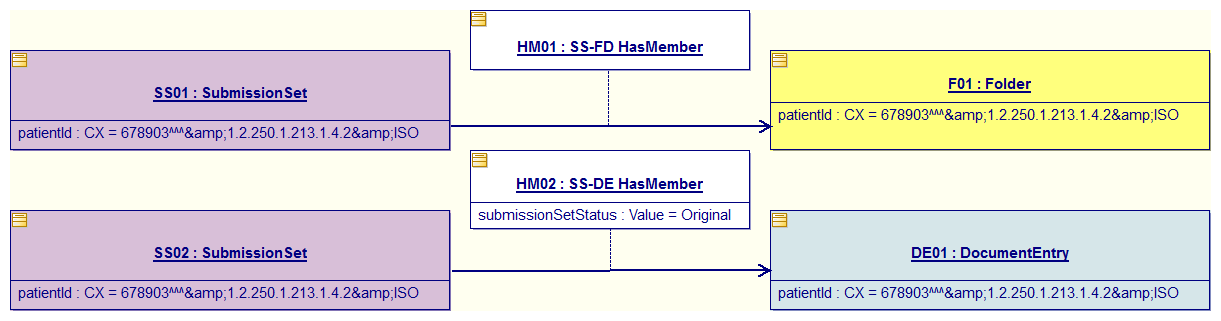 HM01 : SS-FD HasMember
SS01 : SubmissionSet
patientId : CX = 678903^^^&amp;1.2.250.1.213.1.4.2&amp;ISO
F01 : Folder
patientId : CX = 678903^^^&amp;1.2.250.1.213.1.4.2&amp;ISO
HM02 : SS-DE HasMember
submissionSetStatus : Value = Original
SS02 : SubmissionSet
patientId : CX = 678903^^^&amp;1.2.250.1.213.1.4.2&amp;ISO
DE01 : DocumentEntry
patientId : CX = 678903^^^&amp;1.2.250.1.213.1.4.2&amp;ISO